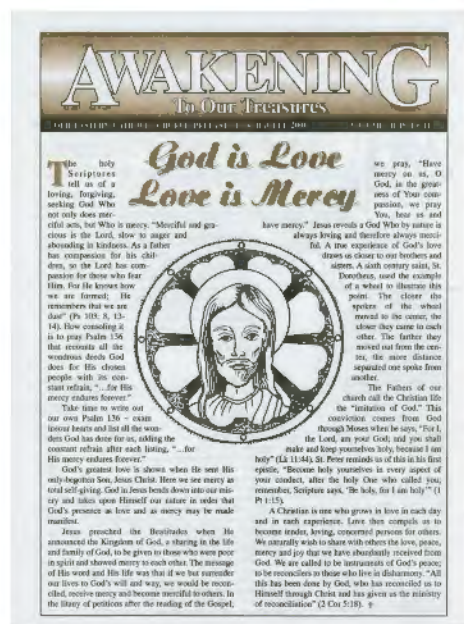 AWAKENING
To Our Treasures
God is Love
Love is Mercy
The holy
Scriptures
tell us of a
loving, forgiving,
seeking God Who
not only does mer-
ciful acts, but Who is mercy. "Merciful and gra-
cious is the Lord, slow to anger and
abounding in kindness. As a father
has compassion for his chil-
dren, so the Lord has com-
passion for those who fear
Him. For He knows how
we are formed; He
remembers that we are
dust" (Ps 103: 8, 13-
14). How consoling it
is to pray Psalm 136
that recounts all the
wondrous deeds God
does for His chosen
people with its con-
stant refrain, "...for His
mercy endures forever."
Take time to write out
our own Psalm 136 – exam
ine our hearts and list all the won-
ders God has done for us, adding the
constant refrain after each listing, "...for
His mercy endures forever."
God's greatest love is shown when He sent His
only-begotten Son, Jesus Christ. Here we see mercy as
total self-giving. God in Jesus bends down into our mis-
ery and takes upon Himself our nature in order that
God's presence as love and as mercy may be made
manifest.
Jesus preached the Beatitudes when He
announced the Kingdom of God, a sharing in the life
and family of God, to be given to those who were poor
in spirit and showed mercy to each other. The message
of His word and His life was that if we but surrender
our lives to God's will and way, we would be recon-
ciled, receive mercy and become merciful to others. In
the litany of petitions after the reading of the Gospel,
we pray, "Have
mercy on us, O
God, in the great-
ness of Your com-
passion, we pray
You, hear us and
have mercy." Jesus reveals a God Who by nature is
always loving and therefore always merci-
ful. A true experience of God's love
draws us closer to our brothers and
sisters. A sixth century saint, St.
Dorotheus, used the example
of a wheel to illustrate this
point. The closer the
spokes of the wheel
moved to the center, the
closer they came to each
other. The farther they
moved out from the cen-
ter, the more distance
separated one spoke from
another.
The Fathers of our
church call the Christian life
the "imitation of God." This
conviction comes from God
through Moses when he says, "For I,
the Lord, am your God; and you shall
make and keep yourselves holy, because I am
holy" (Lk 11:44). St. Peter reminds us of this in his first
epistle, "Become holy yourselves in every aspect of
your conduct, after the holy One who called you;
remember, Scripture says, 'Be holy, for I am holy'" (1
Pt 1:15).
A Christian is one who grows in love in each day
and in each experience. Love then compels us to
become tender, loving, concerned persons for others.
We naturally wish to share with others the love, peace,
mercy and joy that we have abundantly received from
God. We are called to be instruments of God's peace;
to be reconcilers to those who live in disharmony. "All
this has been done by God, who has reconciled us to
Himself through Christ and has given us the ministry
of reconciliation" (2 Cor 5:18).